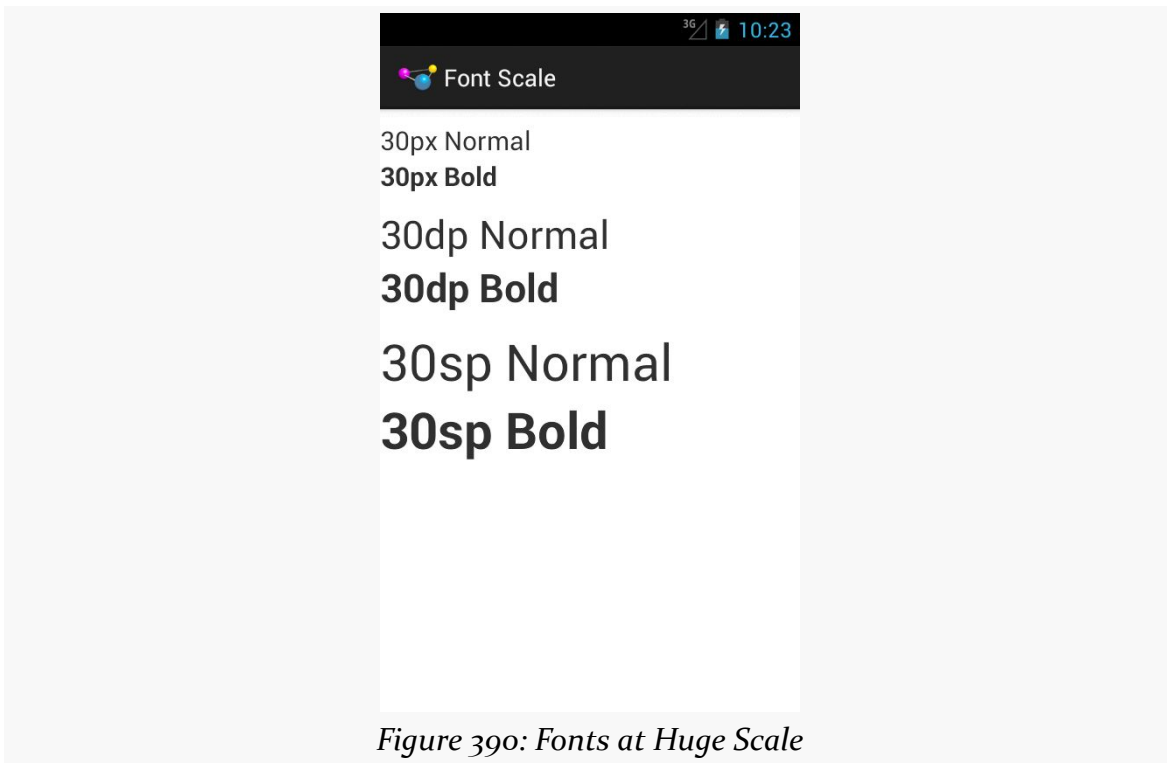 3G 10:23
Font Scale
30px Normal
30px Bold
30dp Normal
30dp Bold
30sp Normal
30sp Bold
Figure 390: Fonts at Huge Scale